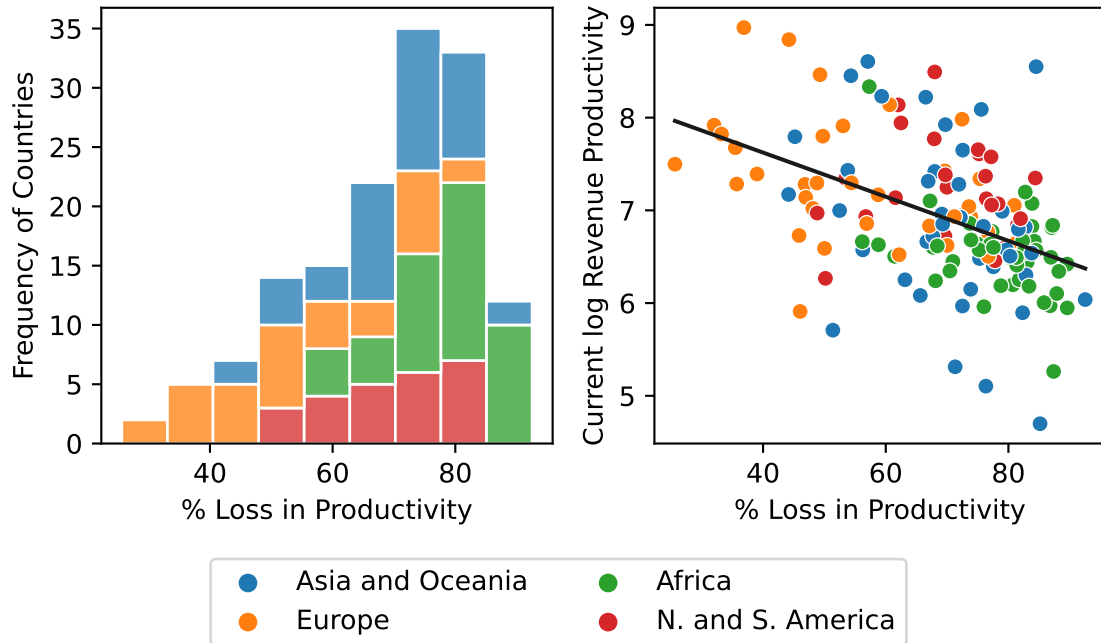 Frequency of Countries
35
30
25
20
15
10
5
0
40
60
80
% Loss in Productivity
Current log Revenue Productivity
9
8
7
6
5
40
60
80
% Loss in Productivity
Asia and Oceania
Europe
Africa
N. and S. America